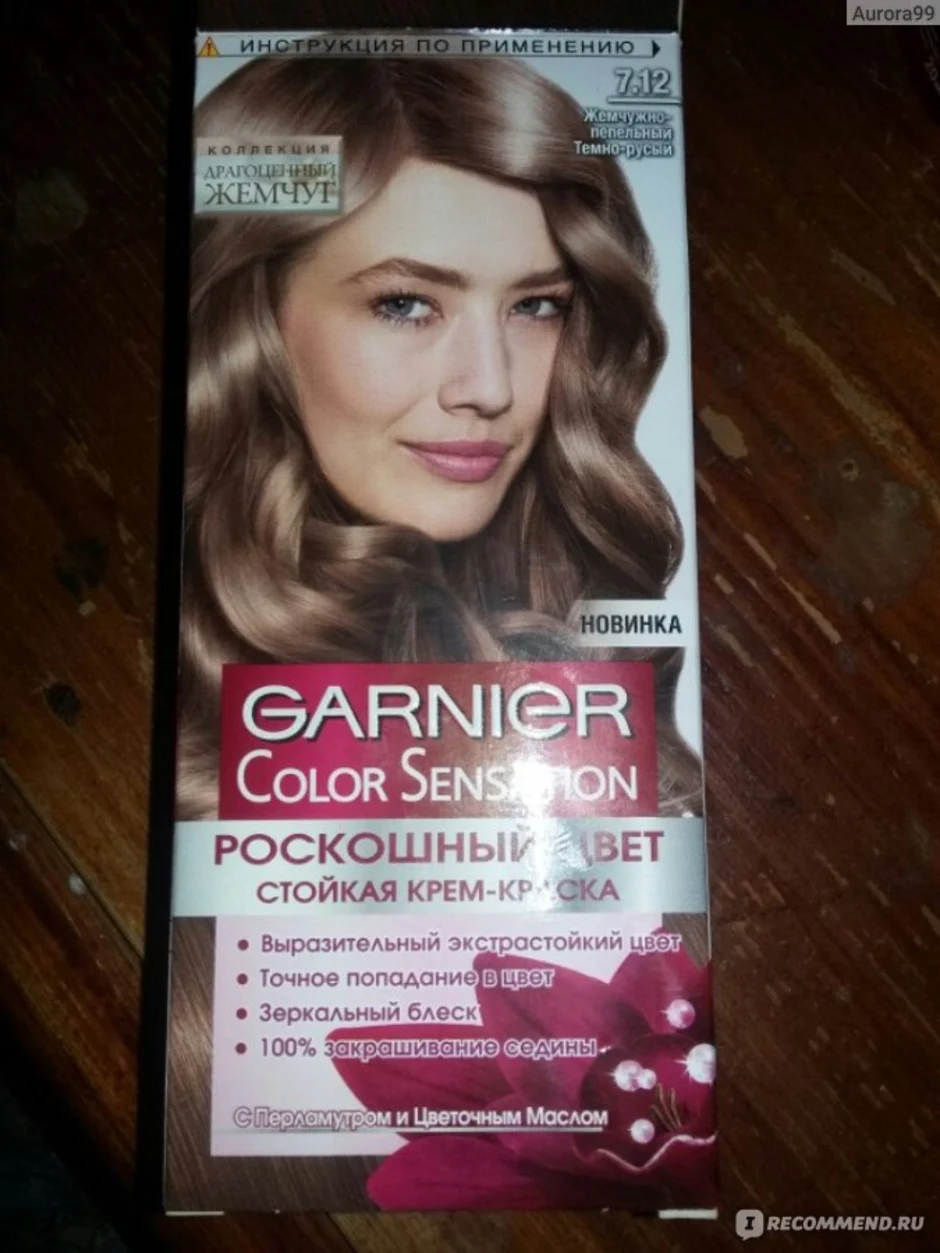 Aurora99
ИНСТРУКЦИЯ ПО ПРИМЕНЕНИЮ
7.12
Жемчужно-
пепельный
Темно-русый
КОЛЛЕКЦИЯ
ДРАГОЦЕННЫЙ
ЖЕМЧУГ
НОВИНКА
GARNIER
COLOR SENSATION
РОСКОШНЫЙ ЦВЕТ
СТОЙКАЯ КРЕМ-КРАСКА
• Выразительный экстрастойкий цвет
• Точное попадание в цвет
• Зеркальный блеск
• 100% закрашивание седины
С Перламутром и Цветочным Маслом
IRECOMMEND.RU